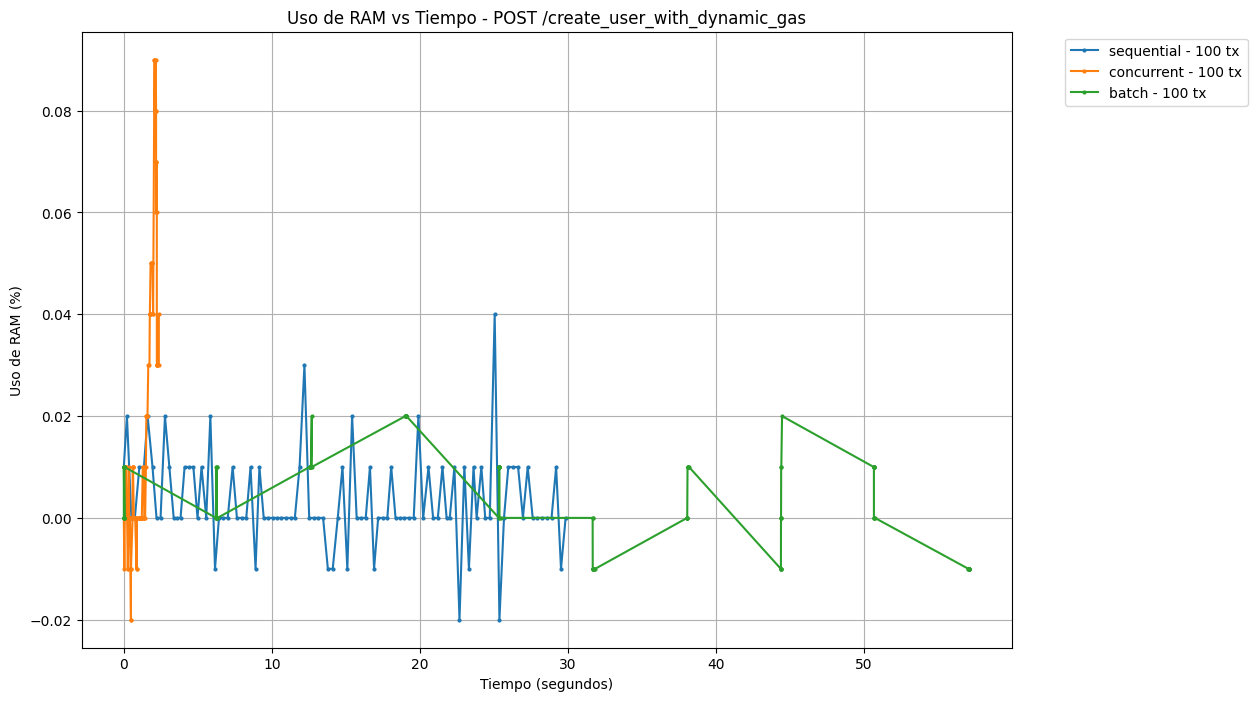 Uso de RAM vs Tiempo - POST /create_user_with_dynamic_gas
sequential - 100 tx
concurrent - 100 tx
batch - 100 tx
Uso de RAM (%)
0.08
0.06
0.04
0.02
0.00
−0.02
0 10 20 30 40 50
Tiempo (segundos)